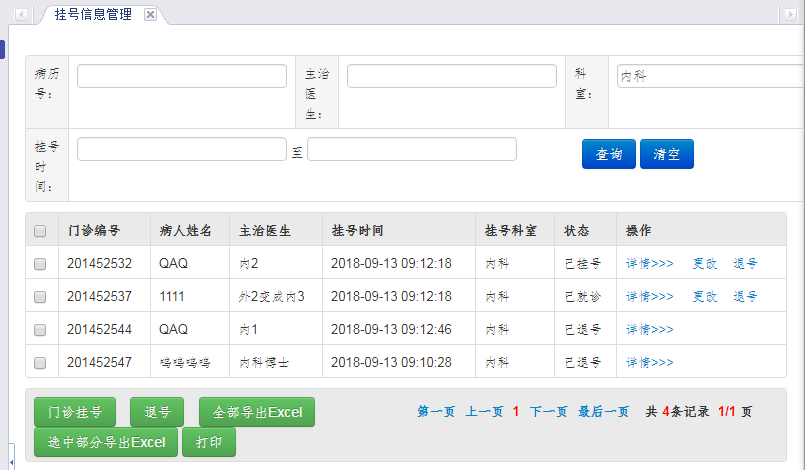 挂号信息管理
病历号：
主治医生：
科室：
内科
挂号时间：
至
查询 清空
门诊编号 病人姓名 主治医生 挂号时间 挂号科室 状态 操作
201452532 QAQ 内2 2018-09-13 09:12:18 内科 已挂号 详情>>> 更改 退号
201452537 1111 外2变成内3 2018-09-13 09:12:18 内科 已就诊 详情>>> 更改 退号
201452544 QAQ 内1 2018-09-13 09:12:46 内科 已退号 详情>>>
201452547 呜呜呜呜 内科博士 2018-09-13 09:10:28 内科 已退号 详情>>>
门诊挂号 退号 全部导出Excel 第一页 上一页 1 下一页 最后一页 共 4条记录 1/1 页
选中部分导出Excel 打印